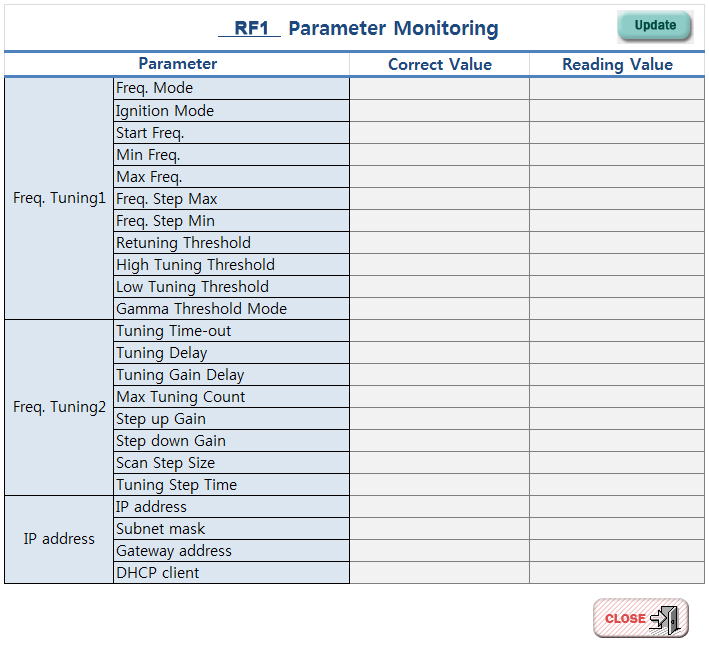 RF1 Parameter Monitoring
Update
Parameter Correct Value Reading Value
Freq. Tuning1
Freq. Mode
Ignition Mode
Start Freq.
Min Freq.
Max Freq.
Freq. Step Max
Freq. Step Min
Retuning Threshold
High Tuning Threshold
Low Tuning Threshold
Gamma Threshold Mode
Freq. Tuning2
Tuning Time-out
Tuning Delay
Tuning Gain Delay
Max Tuning Count
Step up Gain
Step down Gain
Scan Step Size
Tuning Step Time
IP address
IP address
Subnet mask
Gateway address
DHCP client
CLOSE